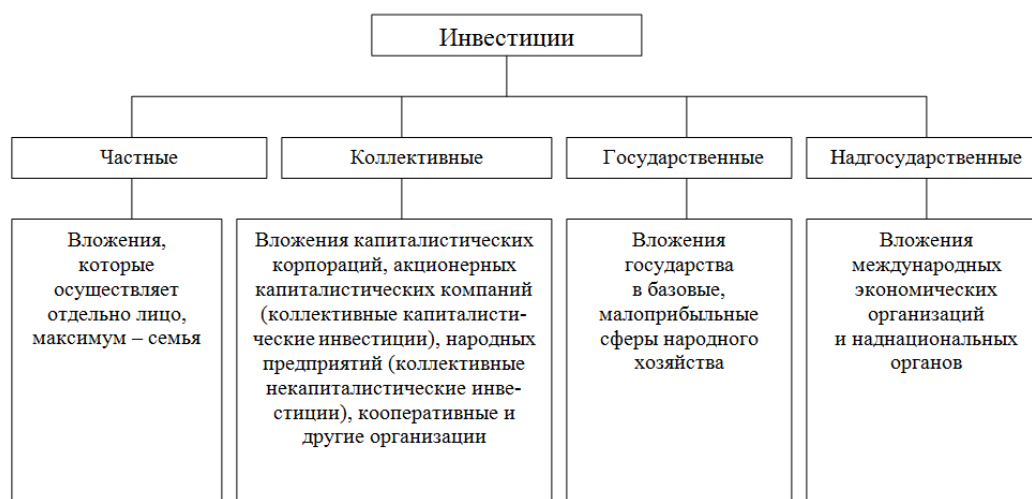 Инвестиции
Частные
Коллективные
Государственные
Надгосударственные
Вложения,
которые
осуществляет
отдельно лицо,
максимум – семья
Вложения капиталистических
корпораций, акционерных
капиталистических компаний
(коллективные капиталисти-
ческие инвестиции), народных
предприятий (коллективные
некапиталистические инве-
стиции), кооперативные и
другие организации
Вложения
государства
в базовые,
малоприбыльные
сферы народного
хозяйства
Вложения
международных
экономических
организаций
и наднациональных
органов